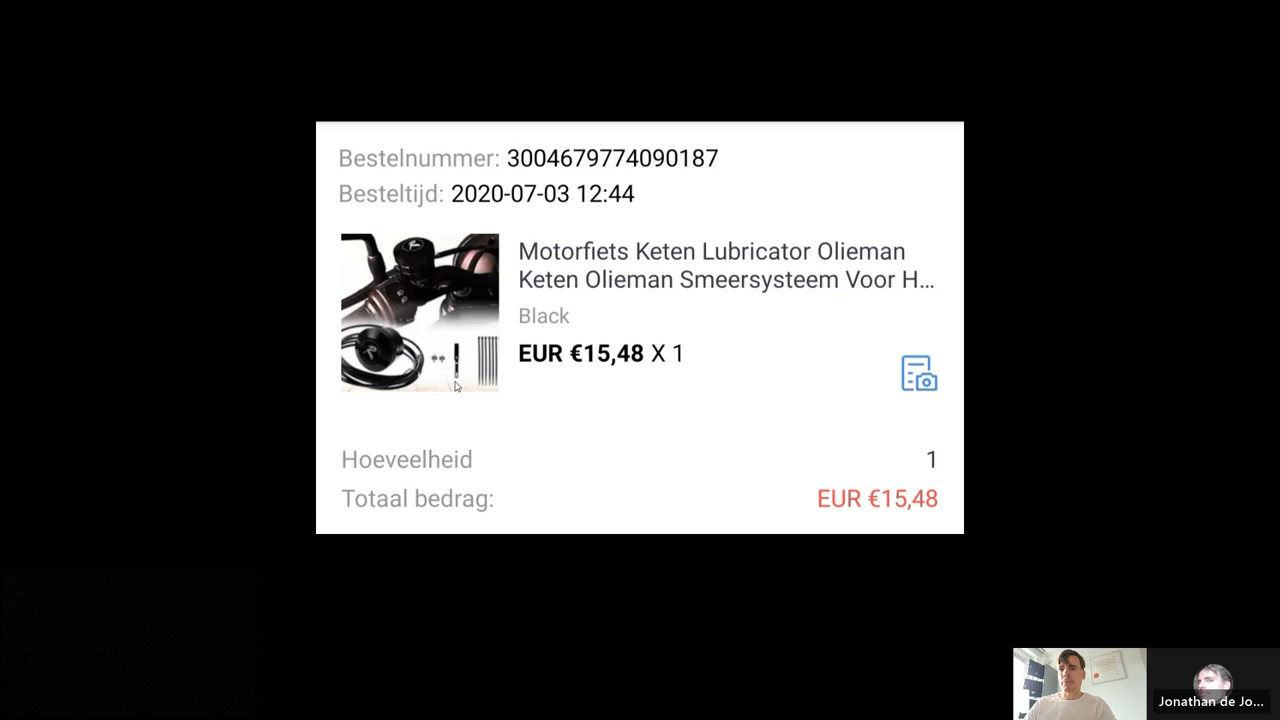 Bestelnummer: 3004679774090187
Besteltijd: 2020-07-03 12:44
Motorfiets Keten Lubricator Olieman
Keten Olieman Smeersysteem Voor H...
Black
EUR €15,48 X 1
Hoeveelheid 1
Totaal bedrag: EUR €15,48
Jonathan de Jo...